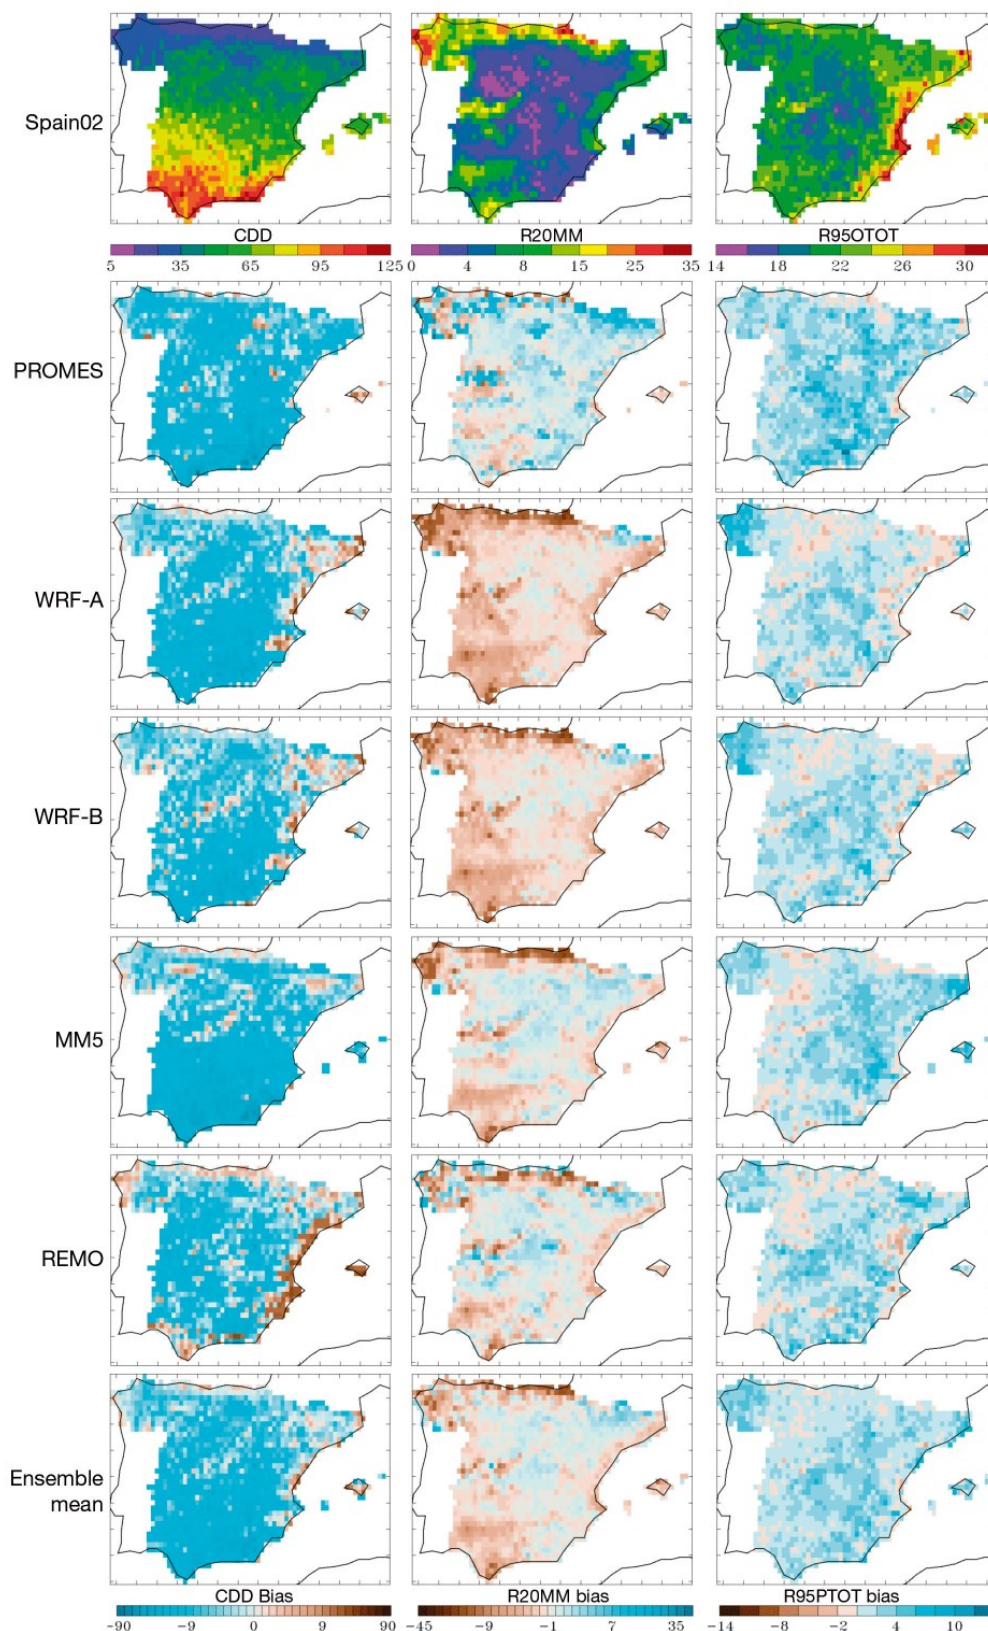 Spain02
CDD
R20MM
R95OTOT
5 35 65 95 125
0 4 8 15 25 35
14 18 22 26 30
PROMES
WRF-A
WRF-B
MM5
REMO
Ensemble
mean
CDD Bias
R20MM bias
R95PTOT bias
−90 −9 0 9 90
−45 −9 −1 7 35
−14 −8 −2 4 10